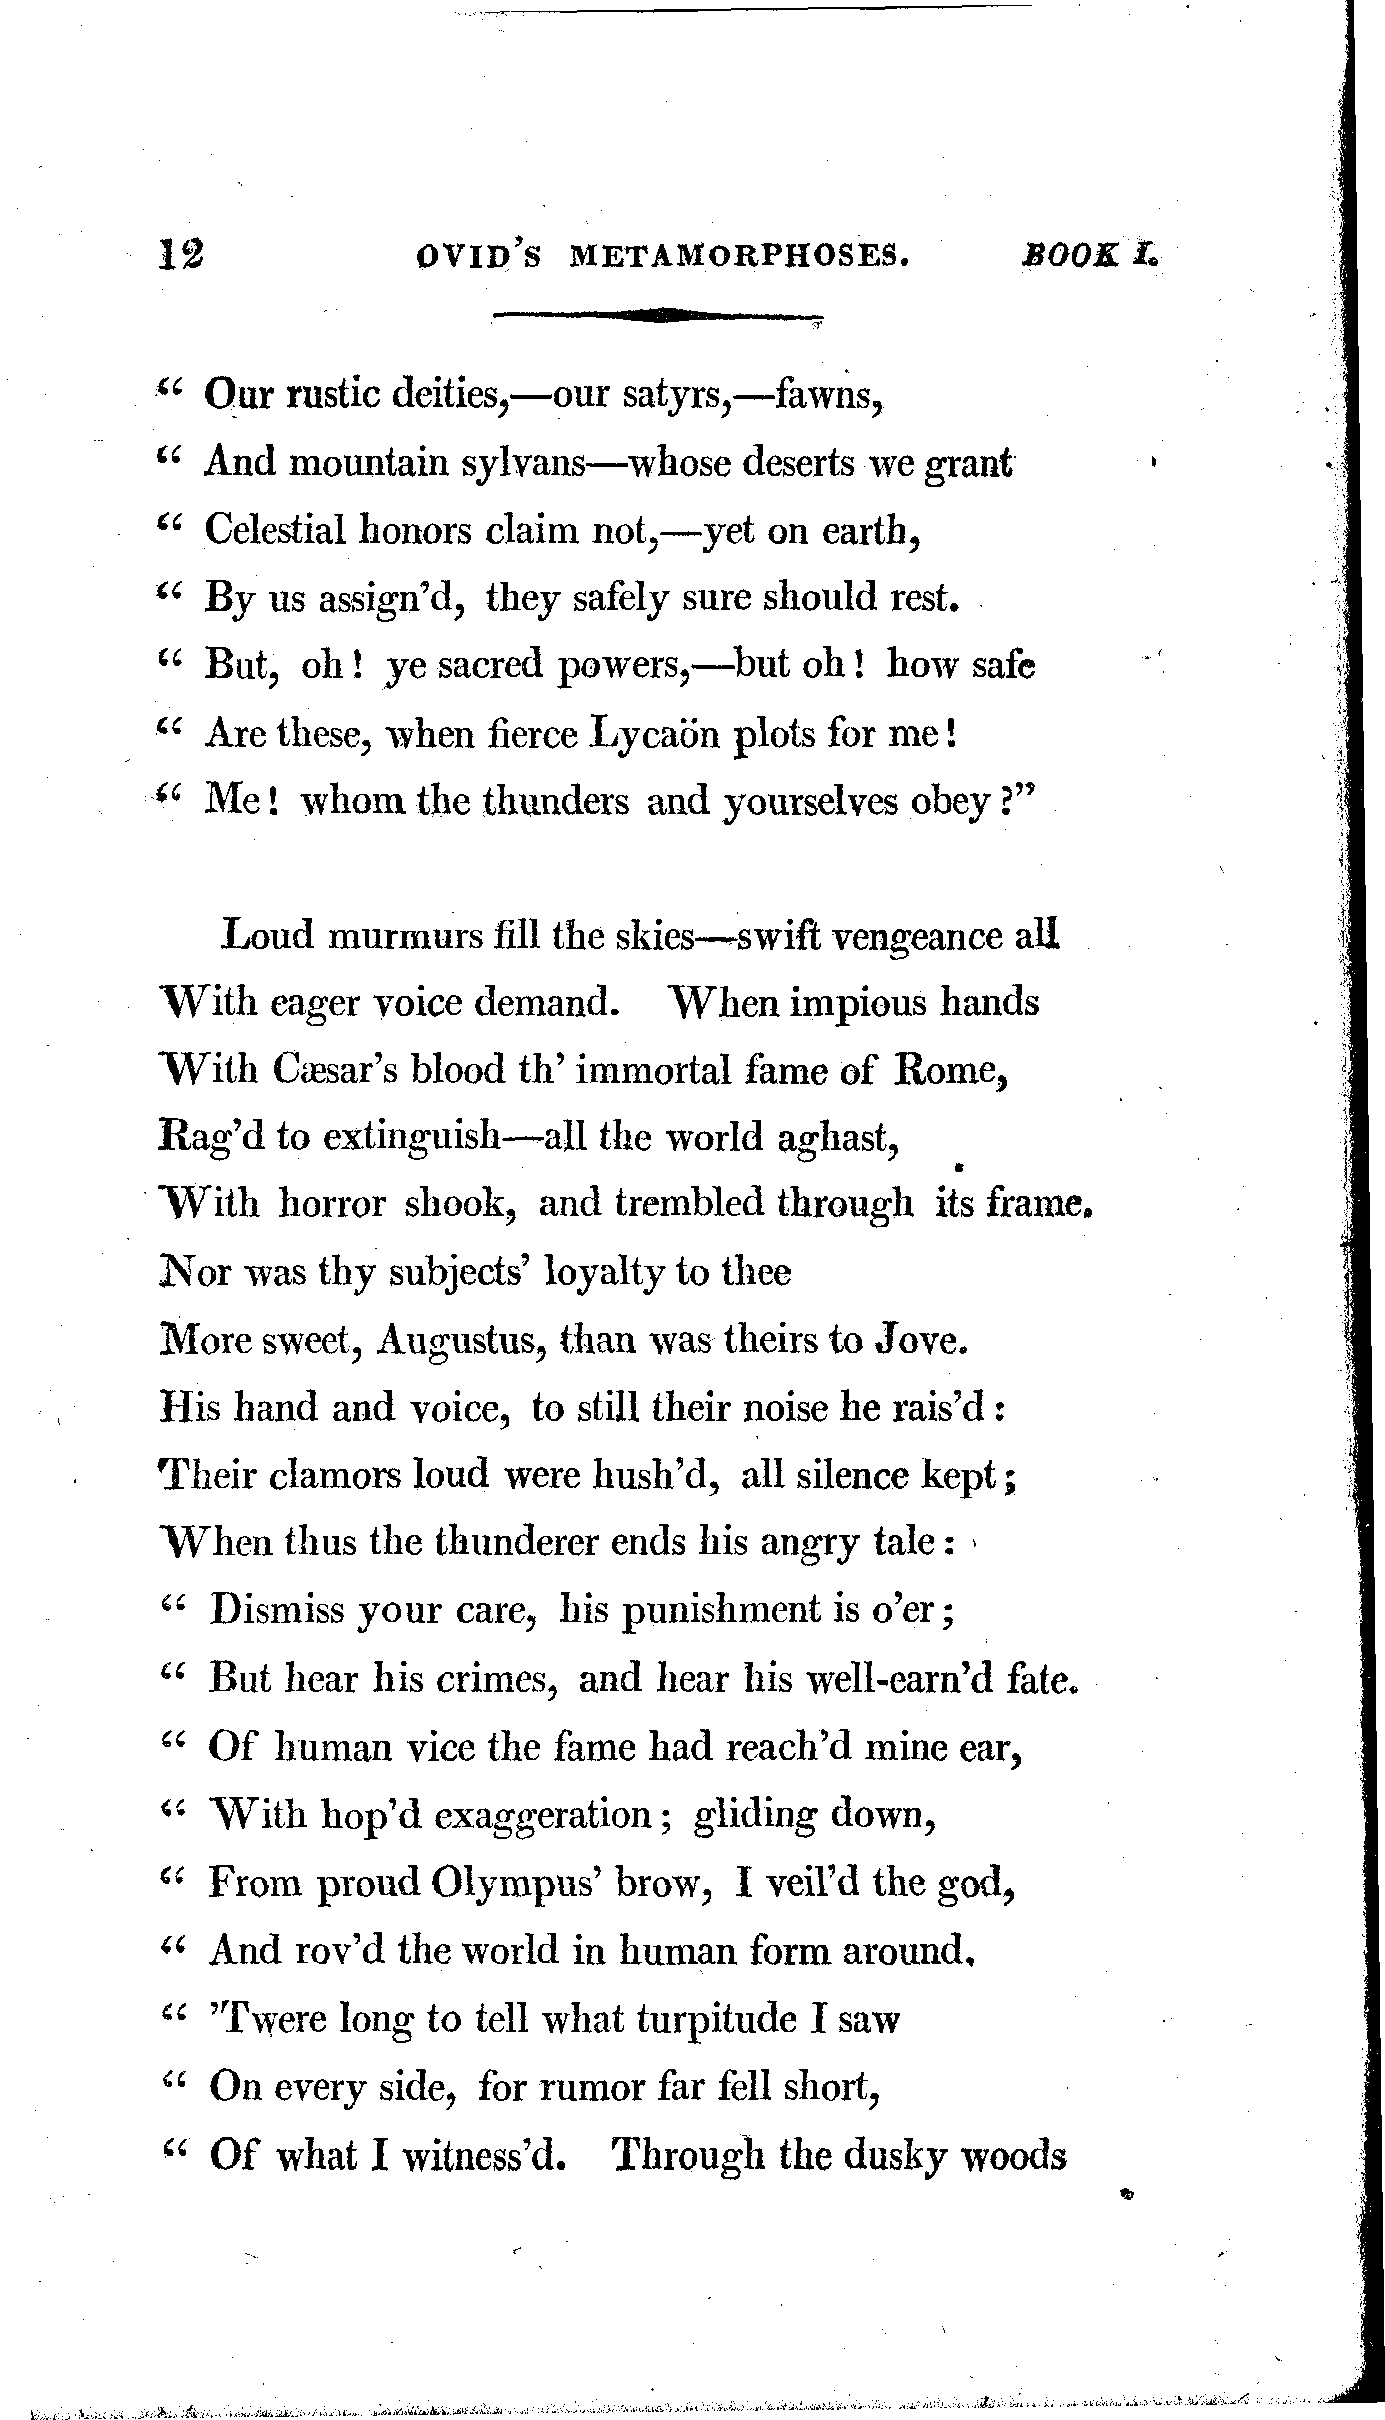 12 OVID'S METAMORPHOSES. BOOK I.
“ Our rustic deities,—our satyrs,—fawns,
“ And mountain sylvans—whose deserts we grant
“ Celestial honors claim not,—yet on earth,
“ By us assign’d, they safely sure should rest.
“ But, oh! ye sacred powers,—but oh! how safe
“ Are these, when fierce Lycaön plots for me!
“ Me! whom the thunders and yourselves obey?”
Loud murmurs fill the skies—swift vengeance all
With eager voice demand. When impious hands
With Cæsar’s blood th’ immortal fame of Rome,
Rag’d to extinguish—all the world aghast,
With horror shook, and trembled through its frame.
Nor was thy subjects’ loyalty to thee
More sweet, Augustus, than was theirs to Jove.
His hand and voice, to still their noise he rais’d:
Their clamors loud were hush’d, all silence kept;
When thus the thunderer ends his angry tale:
“ Dismiss your care, his punishment is o’er;
“ But hear his crimes, and hear his well-earn’d fate.
“ Of human vice the fame had reach’d mine ear,
“ With hop’d exaggeration; gliding down,
“ From proud Olympus’ brow, I veil’d the god,
“ And rov’d the world in human form around.
“ ’Twere long to tell what turpitude I saw
“ On every side, for rumor far fell short,
“ Of what I witness’d. Through the dusky woods